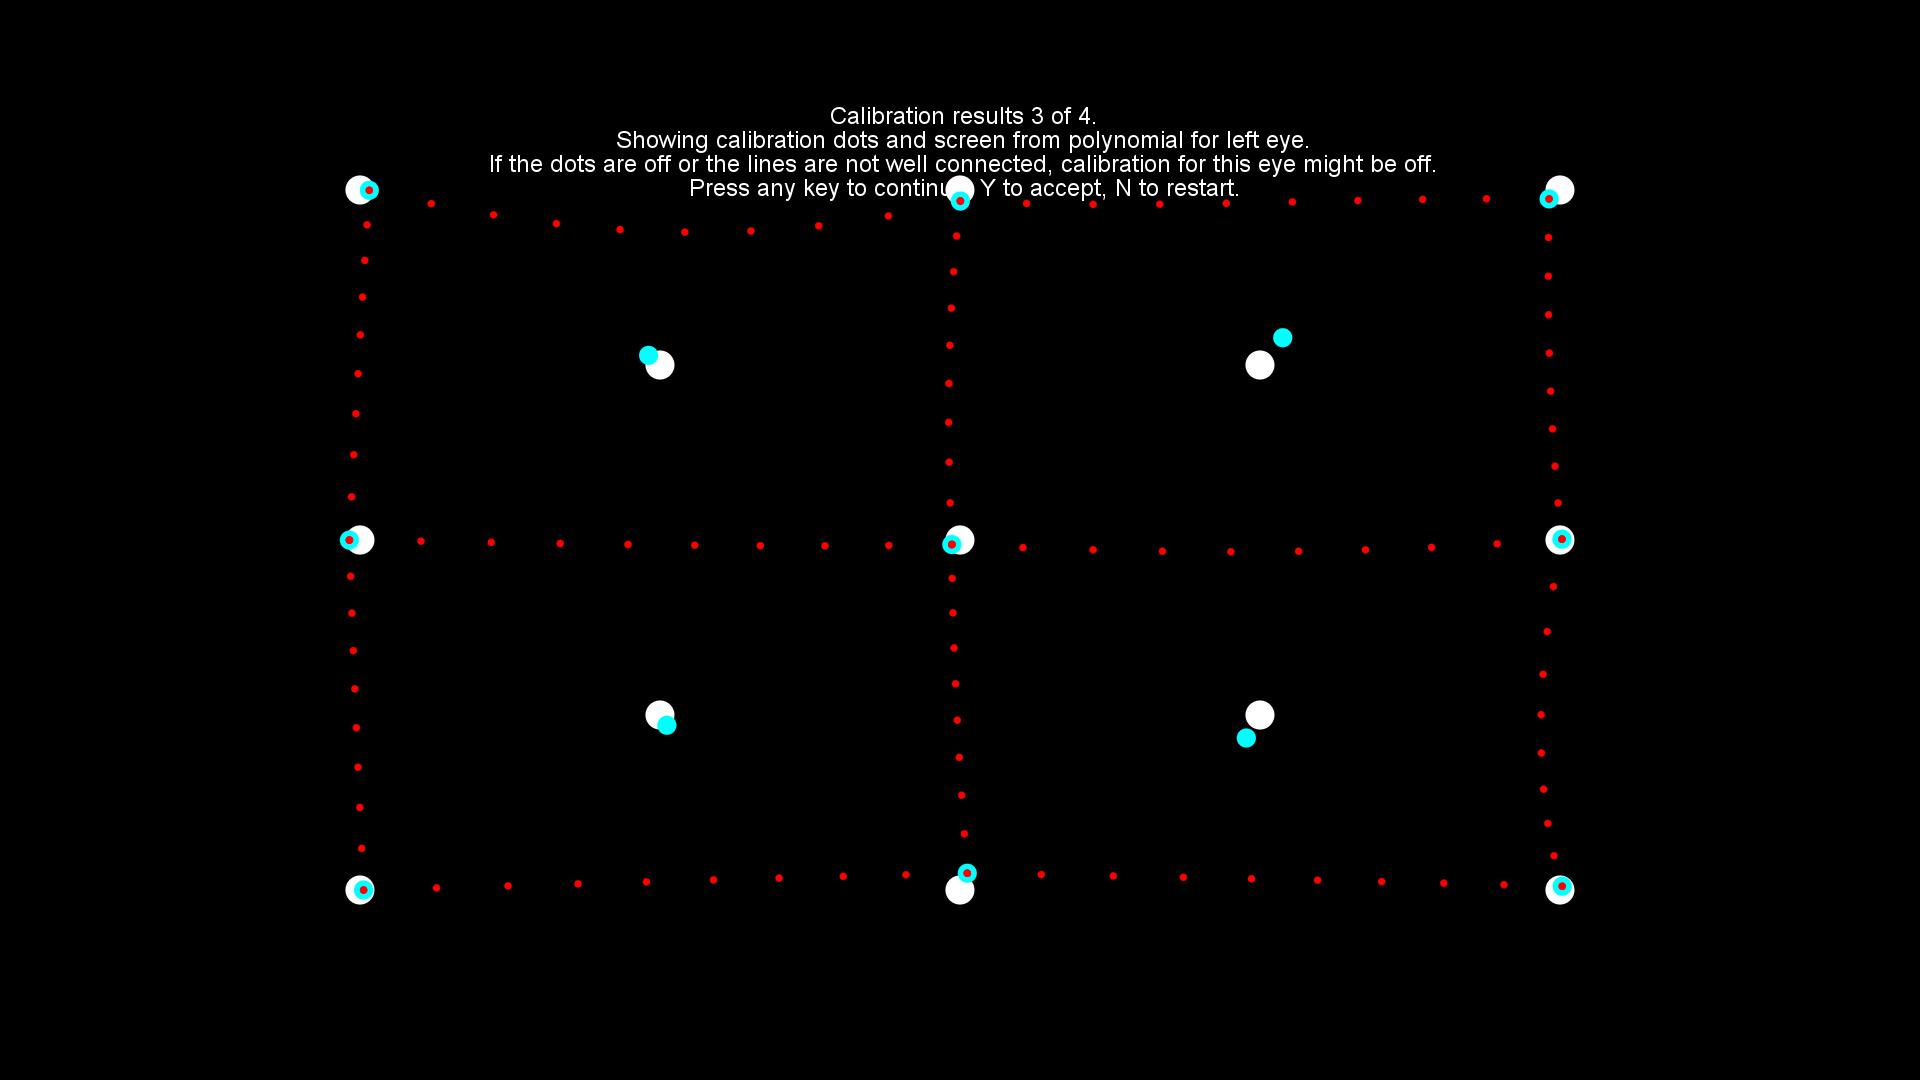 Calibration results 3 of 4.
Showing calibration dots and screen from polynomial for left eye.
If the dots are off or the lines are not well connected, calibration for this eye might be off.
Press any key to continu Y to accept, N to restart.